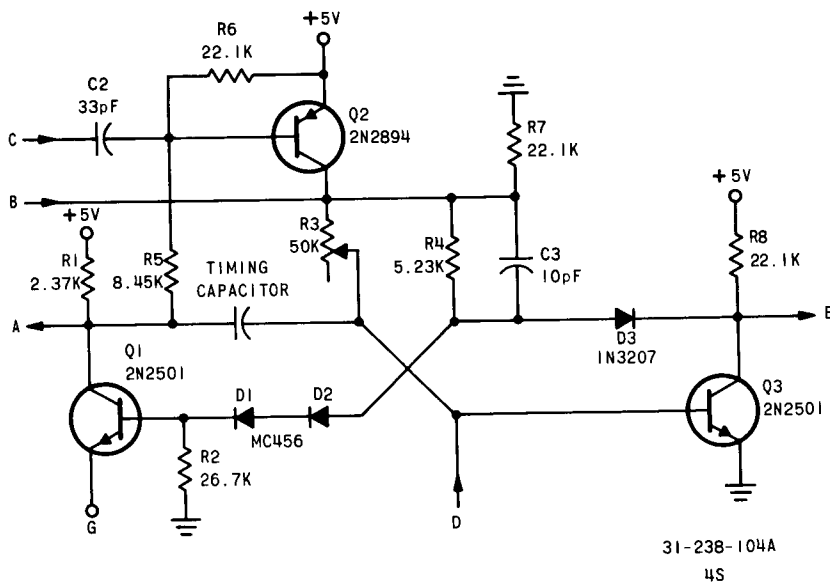 +5V
R6
22.1K
C2
33pF
Q2
2N2894
R7
22.1K
C
B
+5V
+5V
R1
2.37K
R5
8.45K
TIMING
CAPACITOR
R3
50K
R4
5.23K
C3
10pF
R8
22.1K
A
E
D3
1N3207
Q1
2N2501
D1
D2
MC456
Q3
2N2501
R2
26.7K
G
D
31-238-104A
4S